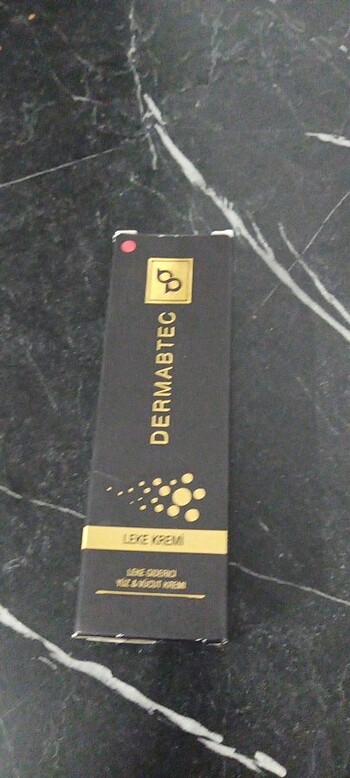 DERMABTEC
LEKE KREMİ
LEKE GİDERİCİ
YÜZ & VÜCUT KREMİ